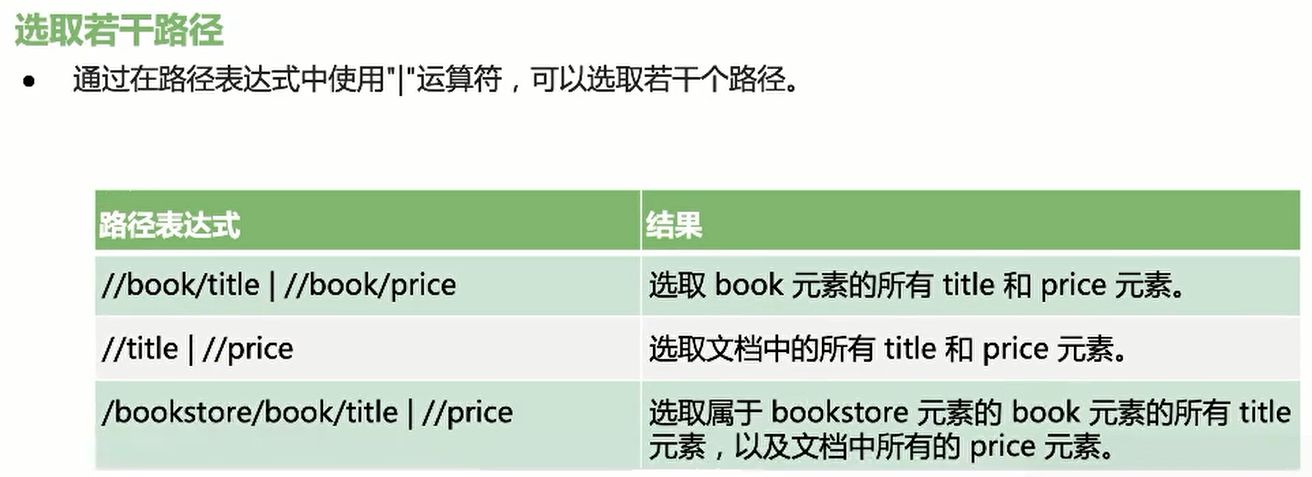 选取若干路径
● 通过在路径表达式中使用"|"运算符，可以选取若干个路径。
路径表达式 结果
//book/title | //book/price 选取 book 元素的所有 title 和 price 元素。
//title | //price 选取文档中的所有 title 和 price 元素。
/bookstore/book/title | //price 选取属于 bookstore 元素的 book 元素的所有 title
元素，以及文档中所有的 price 元素。